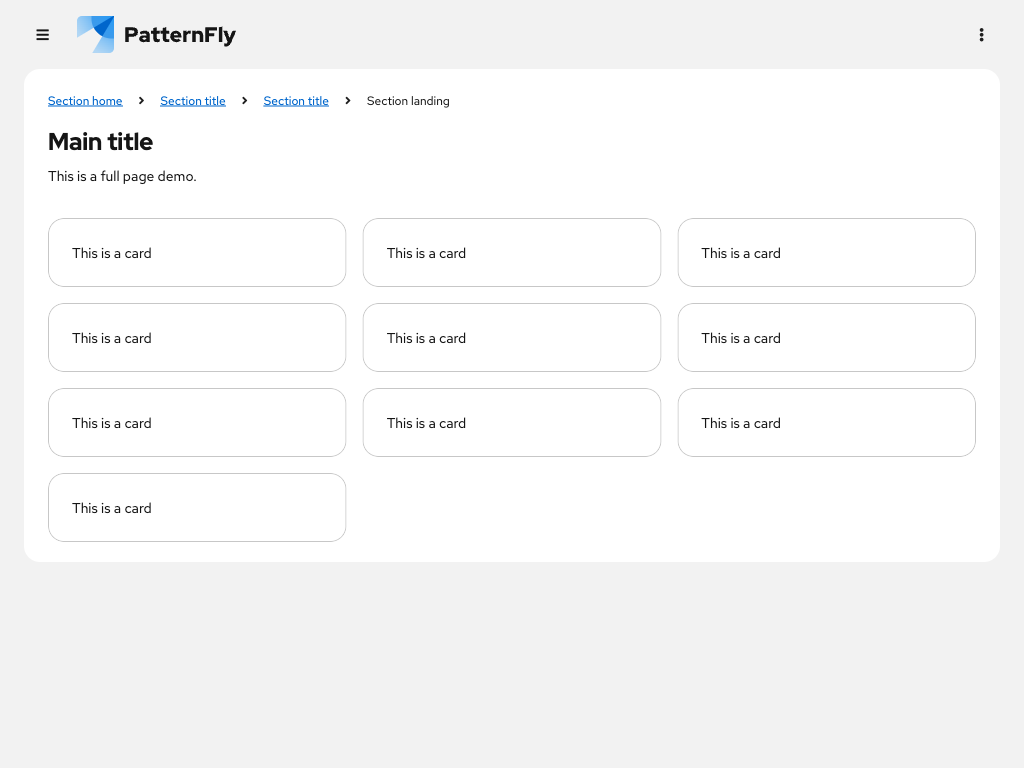 PatternFly
Section home Section title Section title Section landing
Main title
This is a full page demo.
This is a card This is a card This is a card
This is a card This is a card This is a card
This is a card This is a card This is a card
This is a card